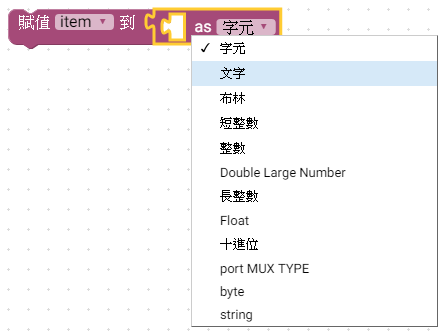 賦值 item 到 as 字元
✓ 字元
文字
布林
短整數
整數
Double Large Number
長整數
Float
十進位
port MUX TYPE
byte
string